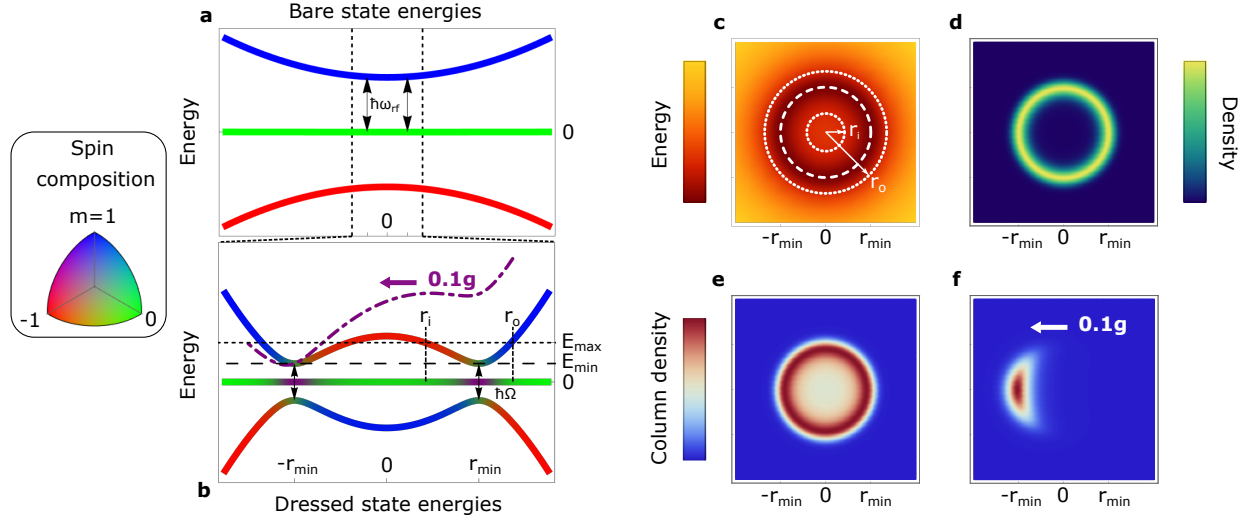 Spin
composition
m=1
-1
0
a
Bare state energies
Energy
ħω_rf
0
0
Energy
0.1g
r_i
r_o
E_max
E_min
0
ħΩ
-r_min
0
r_min
b
Dressed state energies
c
Energy
r_i
r_o
-r_min
0
r_min
d
Density
-r_min
0
r_min
e
Column density
-r_min
0
r_min
f
0.1g
-r_min
0
r_min